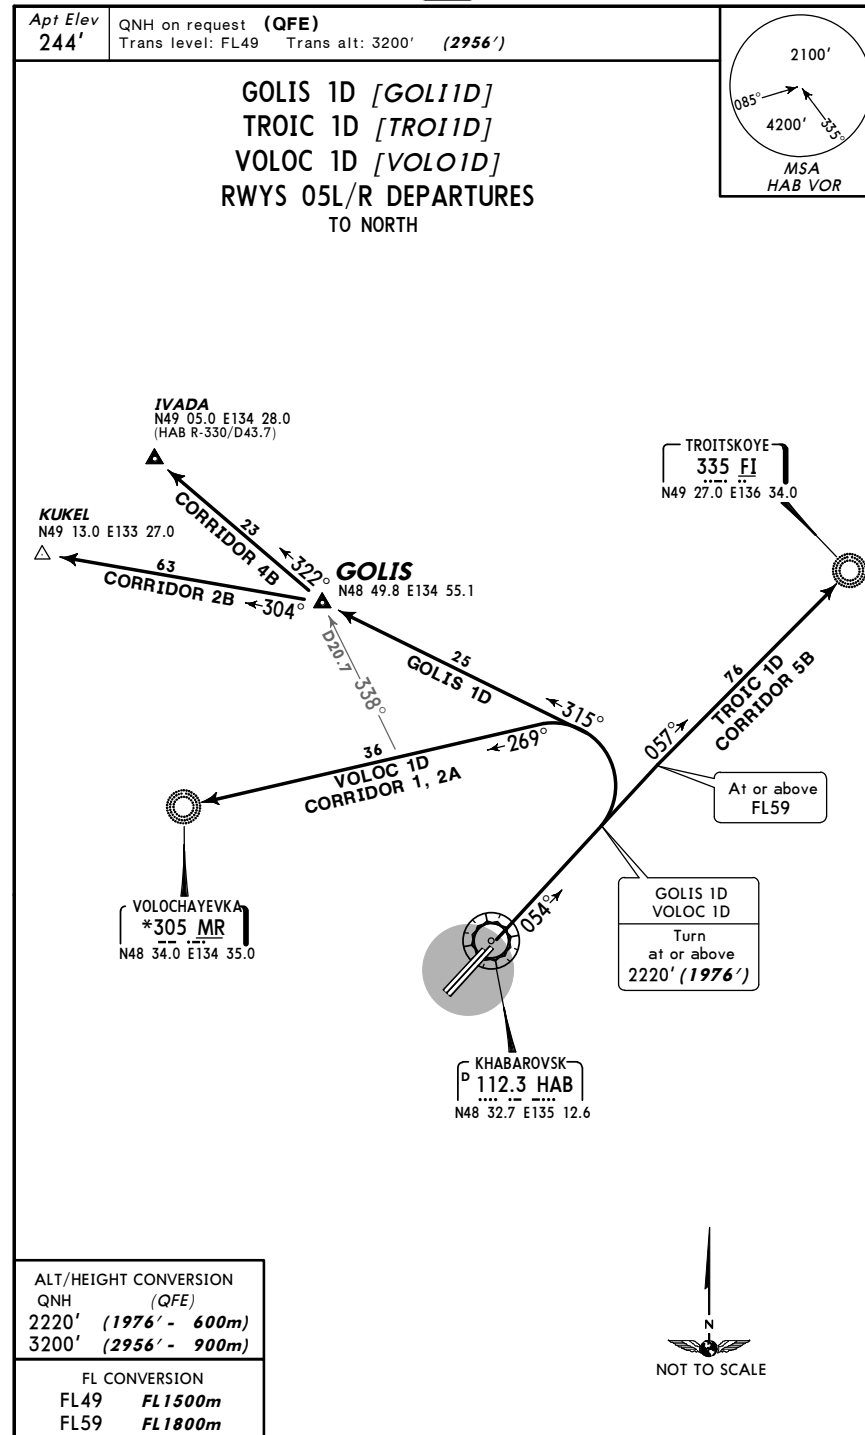 Apt Elev
244'
QNH on request (QFE)
Trans level: FL49 Trans alt: 3200' (2956')
2100'
085°
4200'
335°
MSA
HAB VOR
GOLIS 1D [GOLI1D]
TROIC 1D [TROI1D]
VOLOC 1D [VOLO1D]
RWYS 05L/R DEPARTURES
TO NORTH
IVADA
N49 05.0 E134 28.0
(HAB R-330/D43.7)
TROITSKOYE
335 FI
N49 27.0 E136 34.0
KUKEL
N49 13.0 E133 27.0
23
CORRIDOR 4B
322°
63
CORRIDOR 2B
304°
GOLIS
N48 49.8 E134 55.1
D20.7 338°
25
GOLIS 1D
315°
76
TROIC 1D
CORRIDOR 5B
057°
269°
36
VOLOC 1D
CORRIDOR 1, 2A
At or above
FL59
GOLIS 1D
VOLOC 1D
Turn
at or above
2220' (1976')
VOLOCHAYEVKA
*305 MR
N48 34.0 E134 35.0
054°
KHABAROVSK
D 112.3 HAB
N48 32.7 E135 12.6
ALT/HEIGHT CONVERSION
QNH (QFE)
2220' (1976' - 600m)
3200' (2956' - 900m)
FL CONVERSION
FL49 FL1500m
FL59 FL1800m
N
NOT TO SCALE